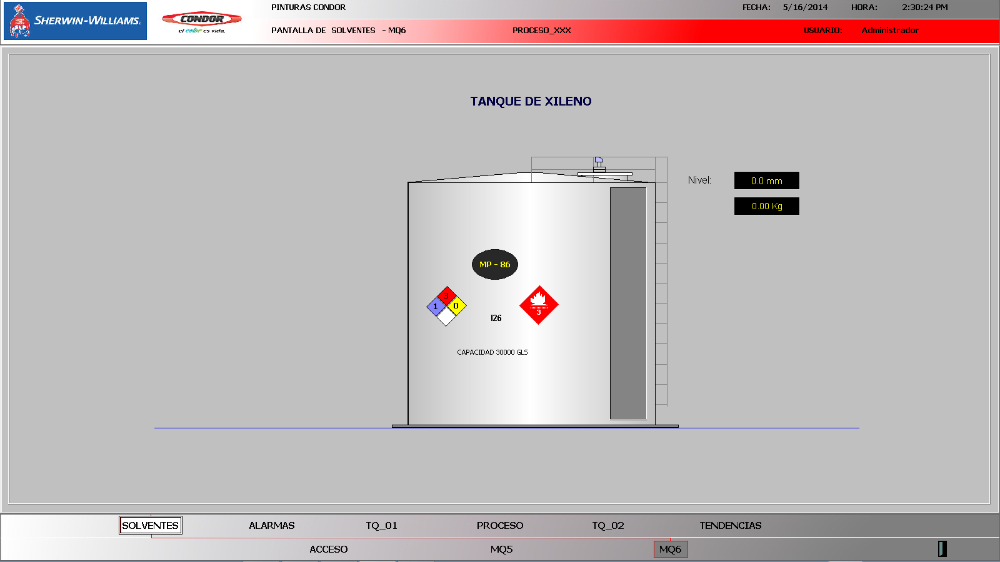 SHERWIN-WILLIAMS.
CONDOR
el color es vida.
PINTURAS CONDOR
FECHA: 5/16/2014 HORA: 2:30:24 PM
PANTALLA DE SOLVENTES - MQ6
PROCESO_XXX
USUARIO: Administrador
TANQUE DE XILENO
Nivel: 0.0 mm
0.00 Kg
MP - 86
3
1 0
3
I26
CAPACIDAD 30000 GLS
SOLVENTES ALARMAS TQ_01 PROCESO TQ_02 TENDENCIAS
ACCESO MQ5 MQ6